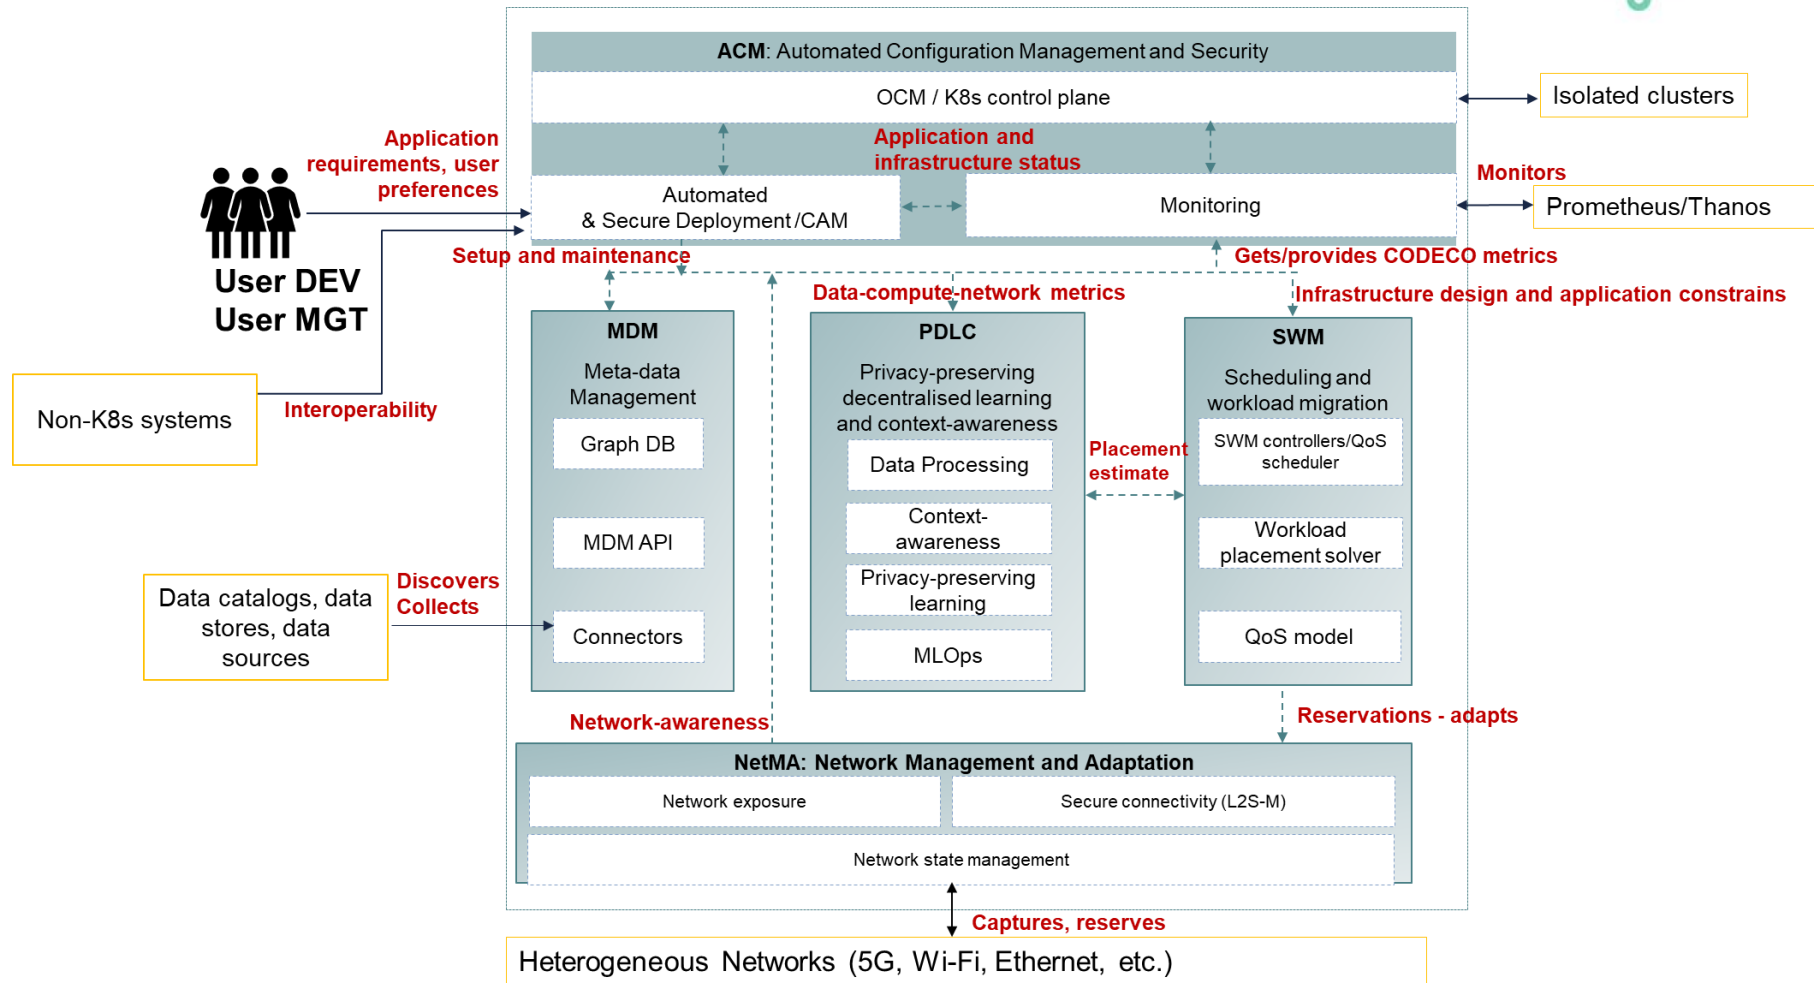 ACM: Automated Configuration Management and Security
OCM / K8s control plane
Isolated clusters
Application
requirements, user
preferences
Application and
infrastructure status
Monitors
Automated
& Secure Deployment /CAM
Monitoring
Prometheus/Thanos
Setup and maintenance
Gets/provides CODECO metrics
User DEV
User MGT
Data-compute-network metrics
Infrastructure design and application constrains
MDM
Meta-data
Management
Graph DB
MDM API
Connectors
PDLC
Privacy-preserving
decentralised learning
and context-awareness
Data Processing
Context-
awareness
Privacy-preserving
learning
MLOps
Placement
estimate
SWM
Scheduling and
workload migration
SWM controllers/QoS
scheduler
Workload
placement solver
QoS model
Non-K8s systems
Interoperability
Data catalogs, data
stores, data
sources
Discovers
Collects
Network-awareness
Reservations - adapts
NetMA: Network Management and Adaptation
Network exposure
Secure connectivity (L2S-M)
Network state management
Captures, reserves
Heterogeneous Networks (5G, Wi-Fi, Ethernet, etc.)